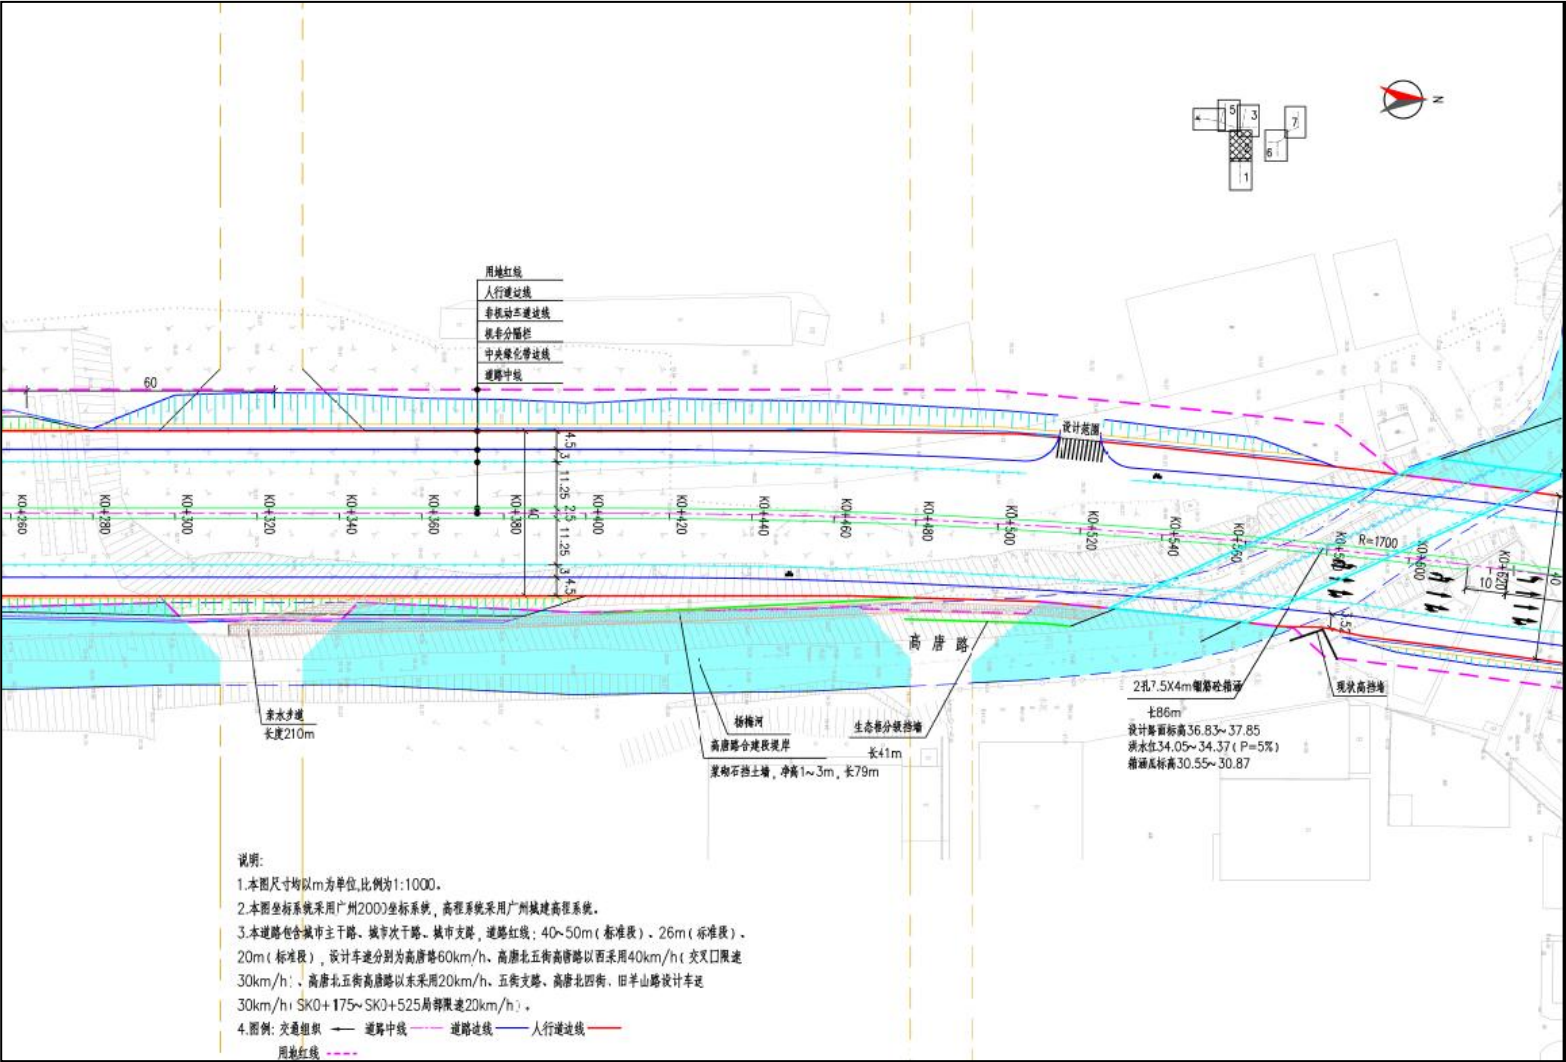 N
5
3
7
6
1
用地红线
人行道边线
非机动车道边线
机非分隔栏
中央绿化带边线
道路中线
60
设计范围
4.5
3
11.25
2.5
11.25
3
4.5
40
K0+260
K0+280
K0+300
K0+320
K0+340
K0+360
K0+380
K0+400
K0+420
K0+440
K0+460
K0+480
K0+500
K0+520
K0+540
K0+560
K0+600
K0+620
R=1700
10
40
3.52
高唐路
亲水步道
长度210m
杨梅河
高唐路合建段堤岸
浆砌石挡土墙，净高1~3m，长79m
生态框分级挡墙
长41m
2孔7.5X4m钢筋砼箱涵
长86m
设计路面标高36.83~37.85
洪水位34.05~34.37(P=5%)
箱涵底标高30.55~30.87
现状高挡墙
说明:
1.本图尺寸均以m为单位,比例为1:1000。
2.本图坐标系统采用广州2000坐标系统，高程系统采用广州城建高程系统。
3.本道路包含城市主干路、城市次干路、城市支路，道路红线：40~50m(标准段)、26m(标准段)、
20m(标准段)，设计车速分别为高唐路60km/h、高唐北五街高唐路以西采用40km/h(交叉口限速
30km/h)、高唐北五街高唐路以东采用20km/h、五街支路、高唐北四街、旧羊山路设计车速
30km/h(SK0+175~SK0+525局部限速20km/h)。
4.图例: 交通组织 道路中线 道路边线 人行道边线
用地红线